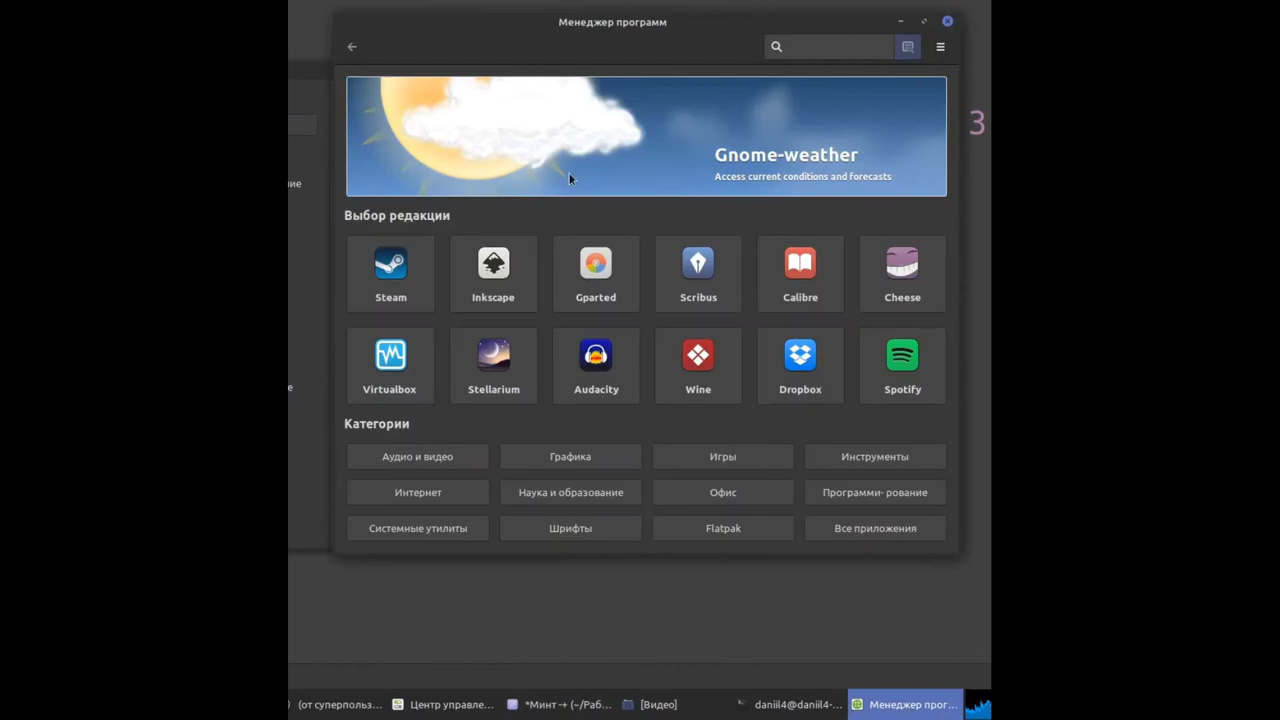 Менеджер программ
3
Gnome-weather
Access current conditions and forecasts
ние
Выбор редакции
Steam
Inkscape
Gparted
Scribus
Calibre
Cheese
Virtualbox
Stellarium
Audacity
Wine
Dropbox
Spotify
е
Категории
Аудио и видео
Графика
Игры
Инструменты
Интернет
Наука и образование
Офис
Программи- рование
Системные утилиты
Шрифты
Flatpak
Все приложения
) (от суперпольз...
Центр управле...
*Минт -+ (~/Раб...
[Видео]
daniil4@daniil4-...
Менеджер прог...